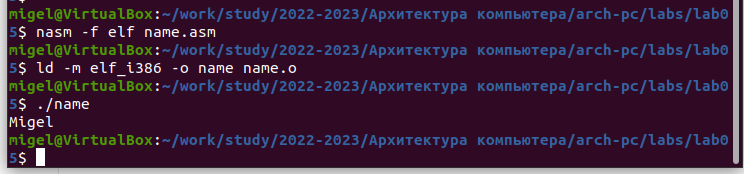 migel@VirtualBox:~/work/study/2022-2023/Архитектура компьютера/arch-pc/labs/lab0
5$ nasm -f elf name.asm
migel@VirtualBox:~/work/study/2022-2023/Архитектура компьютера/arch-pc/labs/lab0
5$ ld -m elf_i386 -o name name.o
migel@VirtualBox:~/work/study/2022-2023/Архитектура компьютера/arch-pc/labs/lab0
5$ ./name
Migel
migel@VirtualBox:~/work/study/2022-2023/Архитектура компьютера/arch-pc/labs/lab0
5$